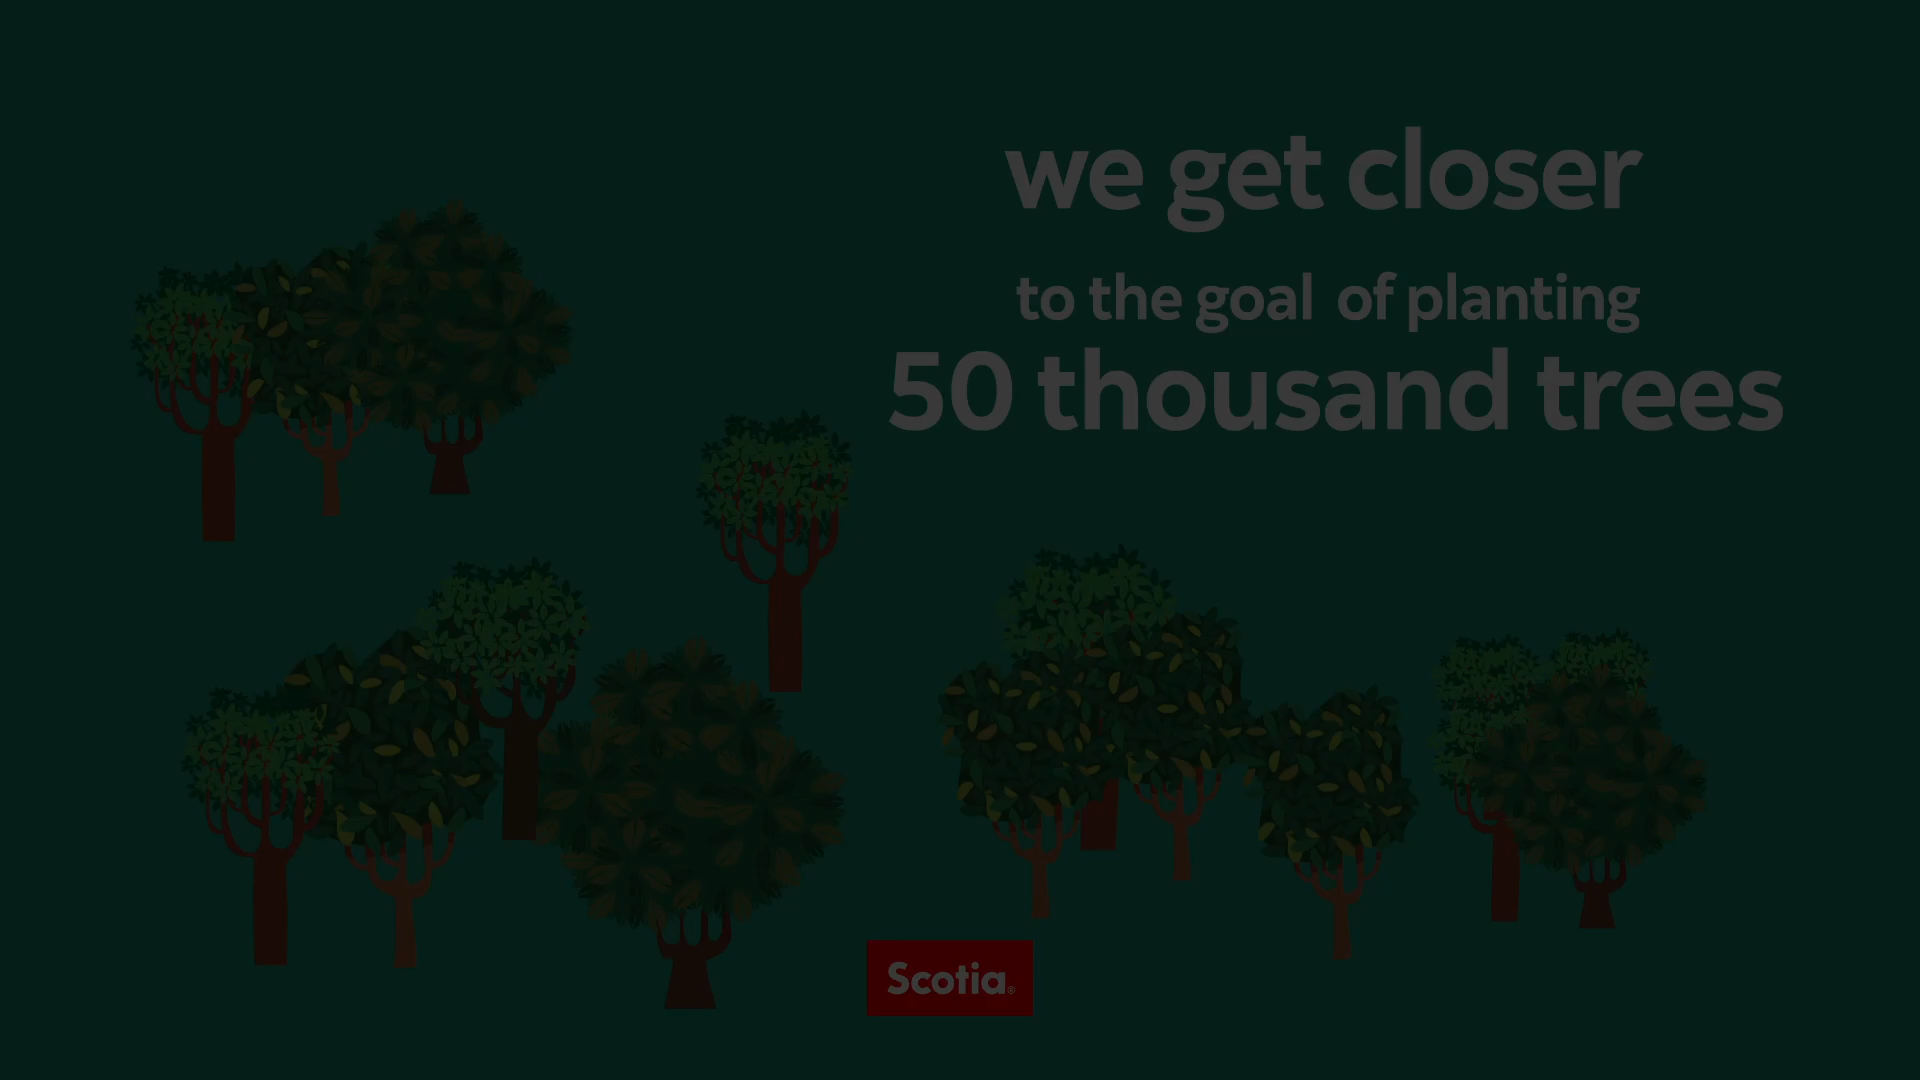 we get closer
to the goal of planting
50 thousand trees
Scotia®